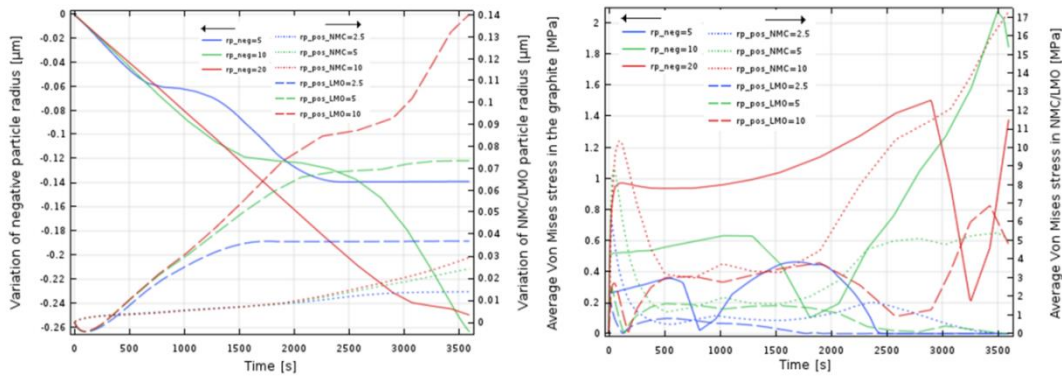 Variation of negative particle radius [µm]
0
-0.02
-0.04
-0.06
-0.08
-0.1
-0.12
-0.14
-0.16
-0.18
-0.2
-0.22
-0.24
-0.26
rp_neg=5
rp_neg=10
rp_neg=20
rp_pos_NMC=2.5
rp_pos_NMC=5
rp_pos_NMC=10
rp_pos_LMO=2.5
rp_pos_LMO=5
rp_pos_LMO=10
0.14
0.13
0.12
0.11
0.10
0.09
0.08
0.07
0.06
0.05
0.04
0.03
0.02
0.01
0
Variation of NMC/LMO particle radius [µm]
0 500 1000 1500 2000 2500 3000 3500
Time [s]
Average Von Mises stress in the graphite [MPa]
2
1.8
1.6
1.4
1.2
1
0.8
0.6
0.4
0.2
0
rp_neg=5
rp_neg=10
rp_neg=20
rp_pos_NMC=2.5
rp_pos_NMC=5
rp_pos_NMC=10
rp_pos_LMO=2.5
rp_pos_LMO=5
rp_pos_LMO=10
17
16
15
14
13
12
11
10
9
8
7
6
5
4
3
2
1
0
Average Von Mises stress in NMC/LMO [MPa]
0 500 1000 1500 2000 2500 3000 3500
Time [s]